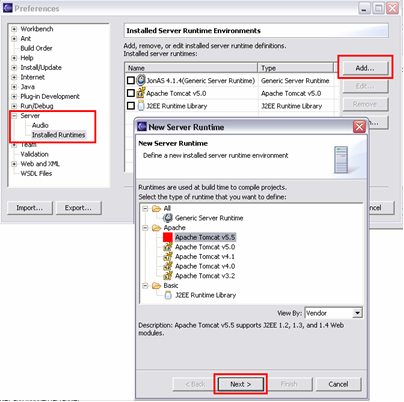 Preferences
Workbench
Ant
Build Order
Help
Install/Update
Internet
Java
Plug-in Development
Run/Debug
Server
Audio
Installed Runtimes
Team
Validation
Web and XML
WSDL Files
Import...
Export...
Installed Server Runtime Environments
Add, remove, or edit installed server runtime definitions.
Installed server runtimes:
Name Type
JonAS 4.1.4(Generic Server Runtime) Generic Server Runtime
Apache Tomcat v5.0 Apache Tomcat v5.0
J2EE Runtime Library J2EE Runtime Library
Add...
Edit...
Remove
New Server Runtime
New Server Runtime
Define a new installed server runtime environment
Runtimes are used at build time to compile projects.
Select the type of runtime that you want to define:
All
Generic Server Runtime
Apache
Apache Tomcat v5.5
Apache Tomcat v5.0
Apache Tomcat v4.1
Apache Tomcat v4.0
Apache Tomcat v3.2
Basic
J2EE Runtime Library
View By: Vendor
Description: Apache Tomcat v5.5 supports J2EE 1.2, 1.3, and 1.4 Web
modules.
< Back
Next >
Finish
Cancel